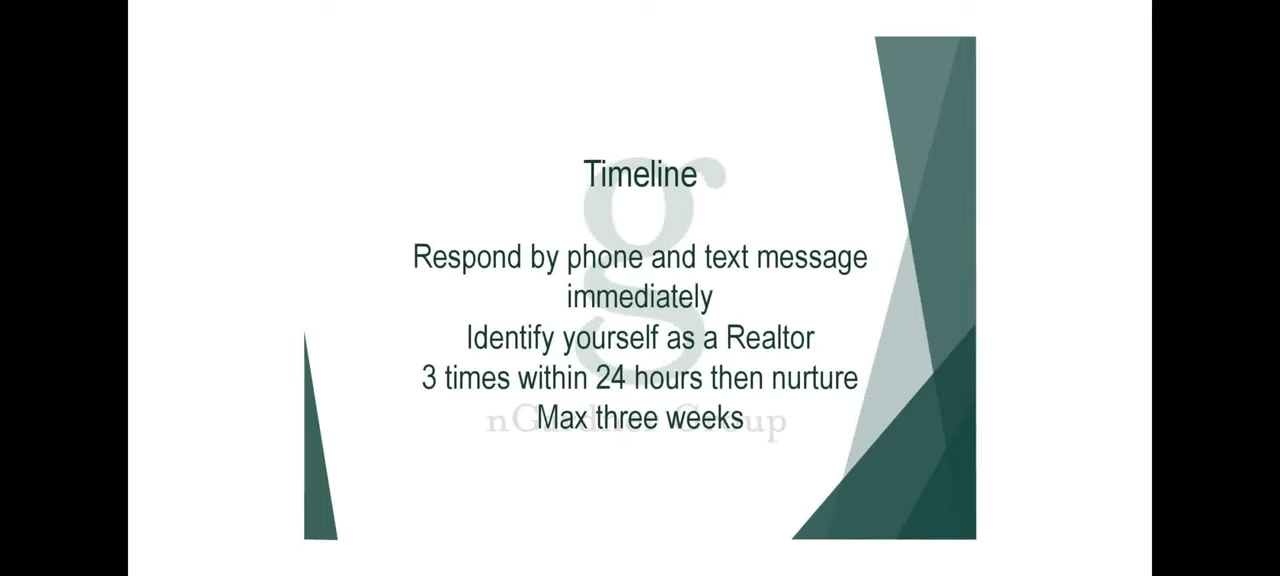 Timeline
Respond by phone and text message
immediately
Identify yourself as a Realtor
3 times within 24 hours then nurture
Max three weeks
g